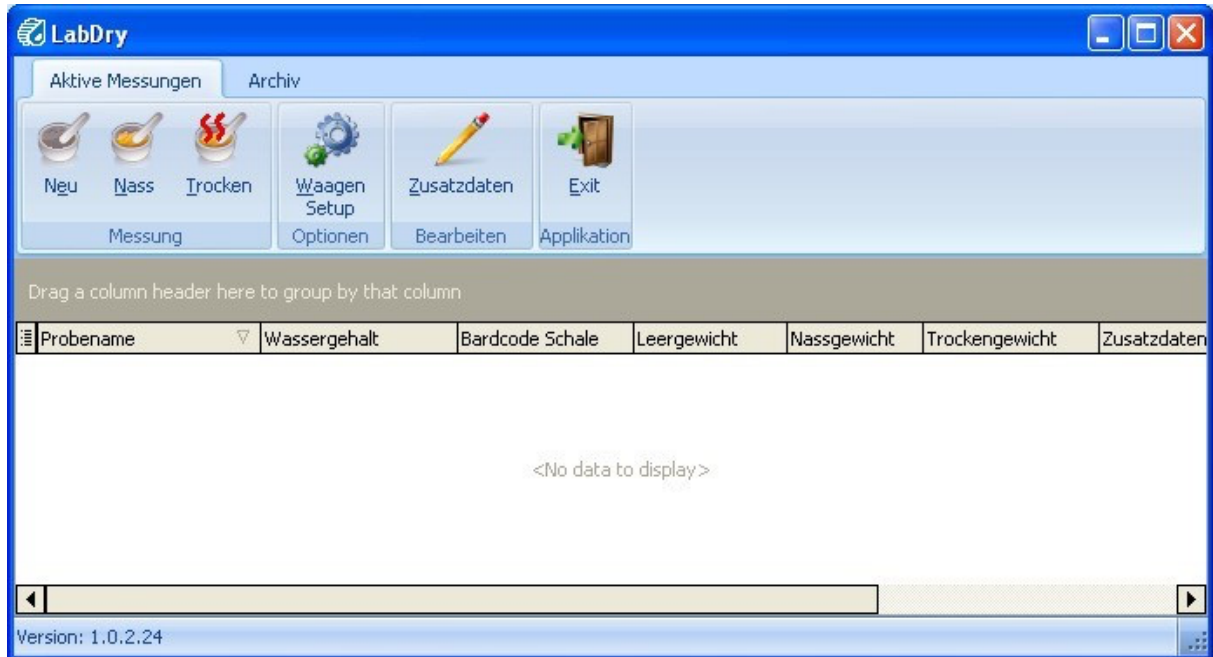 LabDry
Aktive Messungen Archiv
Neu Nass Trocken Waagen Setup Zusatzdaten Exit
Messung Optionen Bearbeiten Applikation
Drag a column header here to group by that column
Probename Wassergehalt Bardcode Schale Leergewicht Nassgewicht Trockengewicht Zusatzdaten
<No data to display>
Version: 1.0.2.24